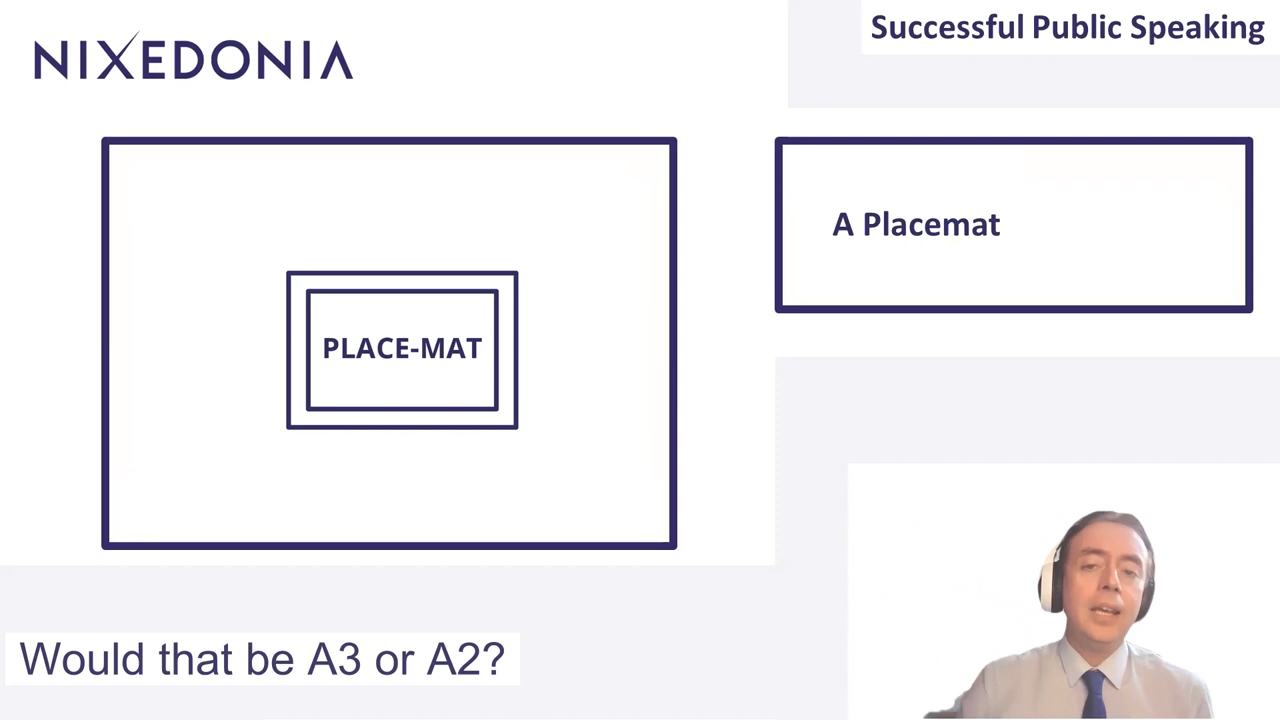 NIXEDONIA
Successful Public Speaking
A Placemat
PLACE-MAT
Would that be A3 or A2?